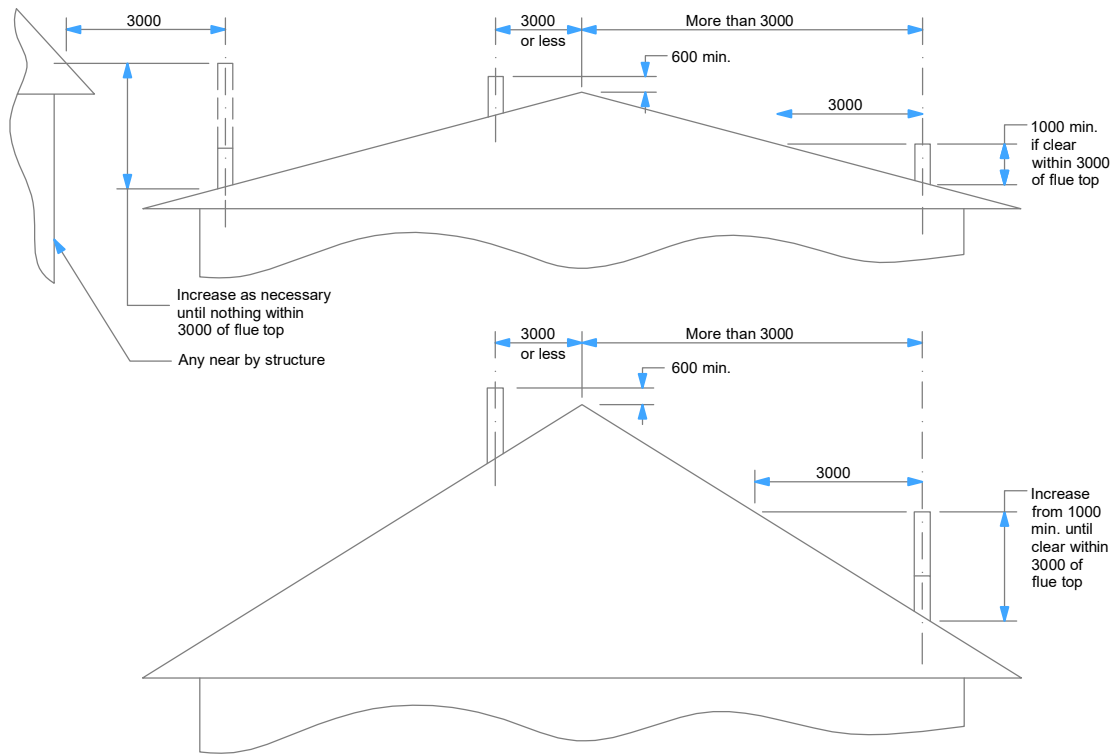 3000
3000
or less
More than 3000
600 min.
3000
1000 min.
if clear
within 3000
of flue top
Increase as necessary
until nothing within
3000 of flue top
Any near by structure
3000
or less
More than 3000
600 min.
3000
Increase
from 1000
min. until
clear within
3000 of
flue top